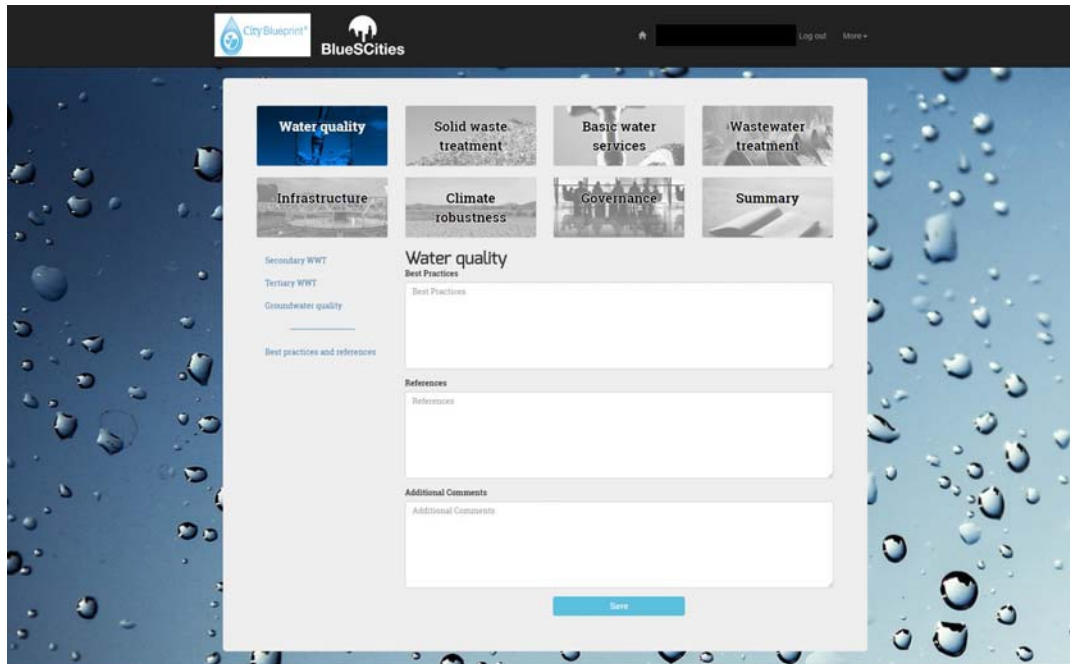 City Blueprint®
BlueSCities
Log out More
Water quality
Solid waste
treatment
Basic water
services
Wastewater
treatment
Infrastructure
Climate
robustness
Governance
Summary
Secondary WWT
Tertiary WWT
Groundwater quality
Best practices and references
Water quality
Best Practices
Best Practices
References
References
Additional Comments
Additional Comments
Save